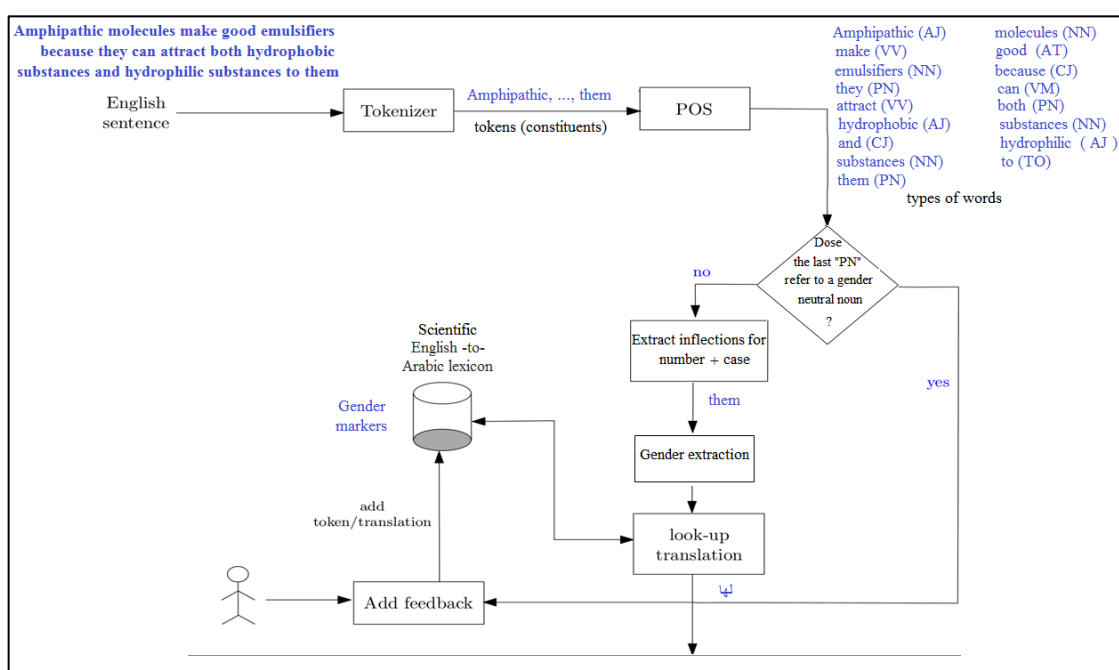 Amphipathic molecules make good emulsifiers
because they can attract both hydrophobic
substances and hydrophilic substances to them
English
sentence
Tokenizer
Amphipathic, ..., them
tokens (constituents)
POS
Amphipathic (AJ)
make (VV)
emulsifiers (NN)
they (PN)
attract (VV)
hydrophobic (AJ)
and (CJ)
substances (NN)
them (PN)
molecules (NN)
good (AT)
because (CJ)
can (VM)
both (PN)
substances (NN)
hydrophilic ( AJ )
to (TO)
types of words
Dose
the last "PN"
refer to a gender
neutral noun
?
no
yes
Extract inflections for
number + case
them
Gender extraction
look-up
translation
Scientific
English -to-
Arabic lexicon
Gender
markers
add
token/translation
Add feedback